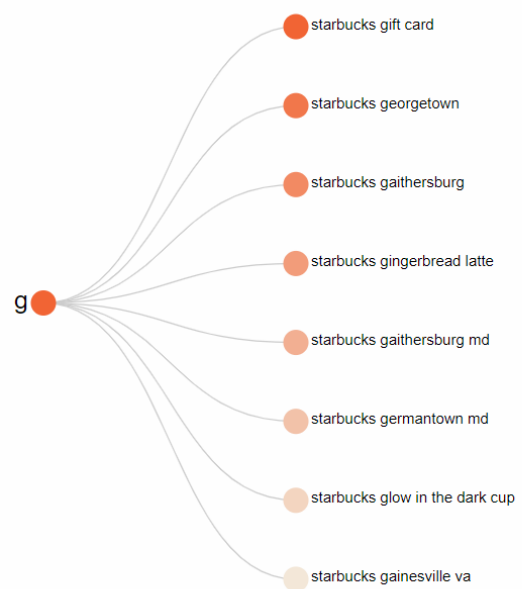 starbucks gift card
starbucks georgetown
starbucks gaithersburg
starbucks gingerbread latte
g
starbucks gaithersburg md
starbucks germantown md
starbucks glow in the dark cup
starbucks gainesville va